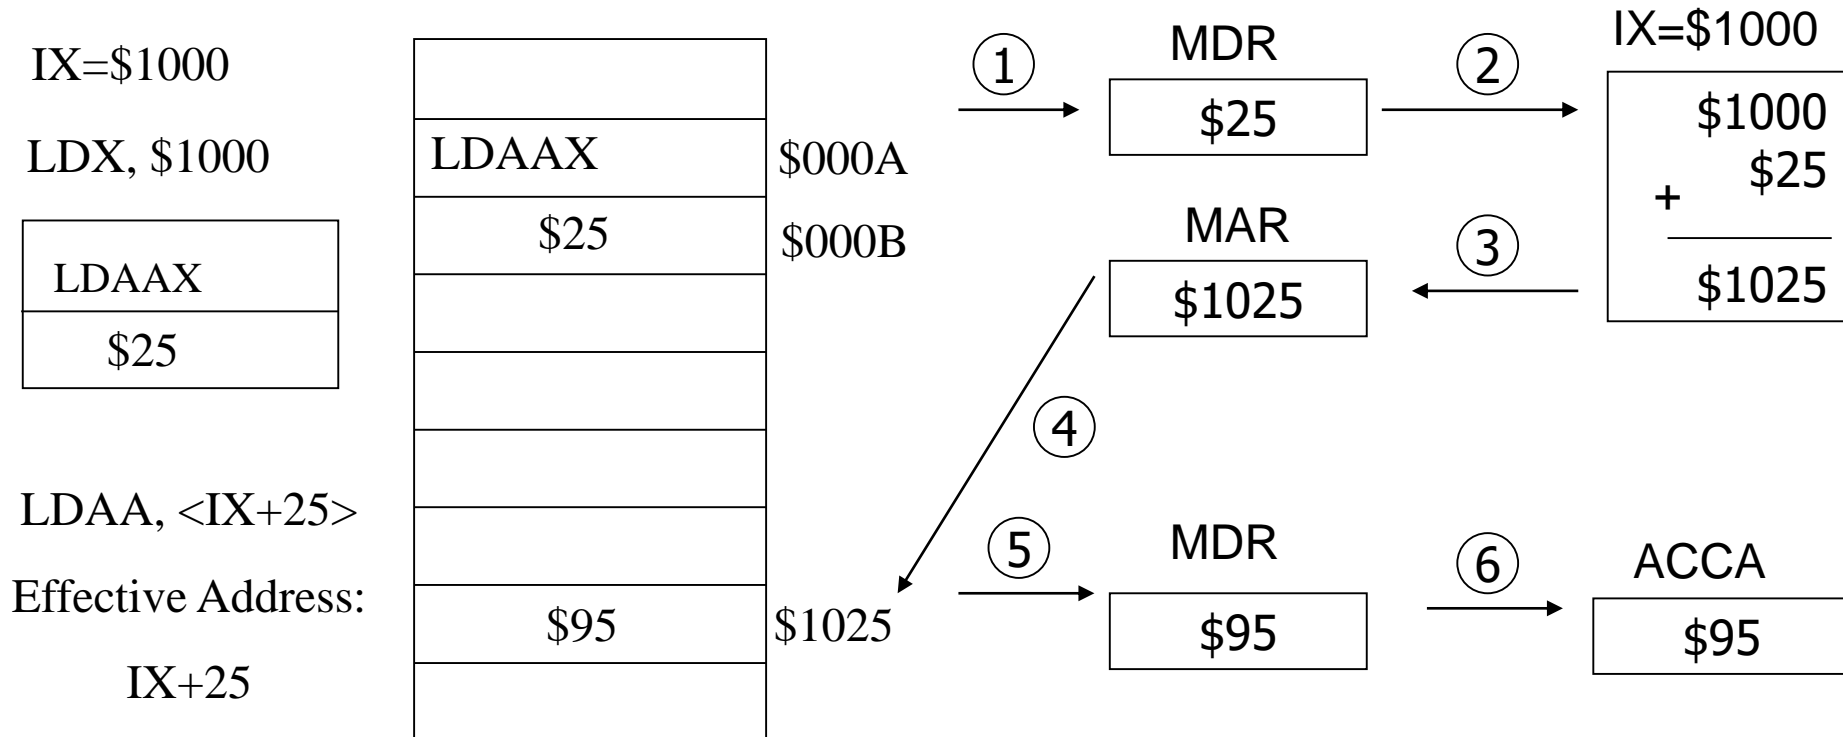 IX=$1000
LDX, $1000
LDAAX
$25
LDAA, <IX+25>
Effective Address:
IX+25
LDAAX
$000A
$25
$000B
$95
$1025
1
MDR
$25
2
IX=$1000
$1000
$25
+
$1025
3
MAR
$1025
4
5
MDR
$95
6
ACCA
$95